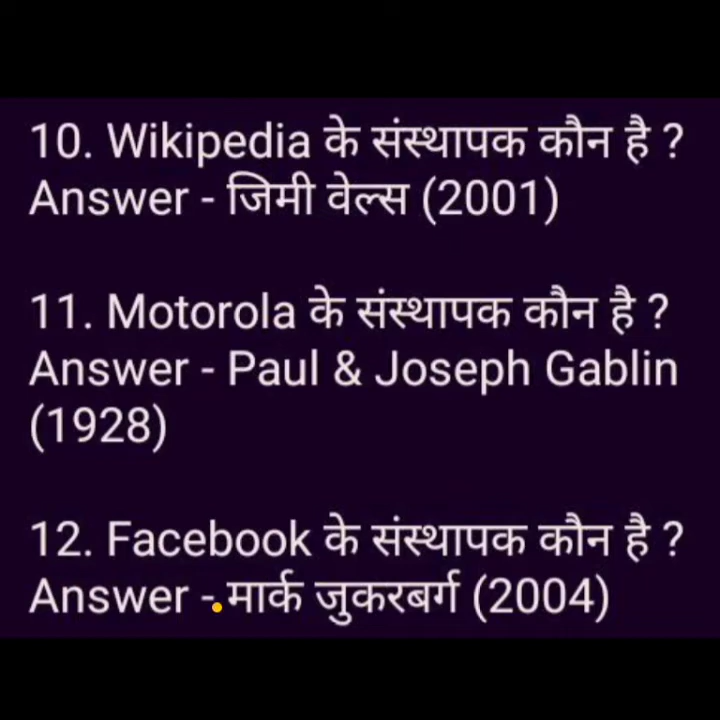 10. Wikipedia के संस्थापक कौन है ?
Answer - जिमी वेल्स (2001)
11. Motorola के संस्थापक कौन है ?
Answer - Paul & Joseph Gablin
(1928)
12. Facebook के संस्थापक कौन है ?
Answer - मार्क जुकरबर्ग (2004)